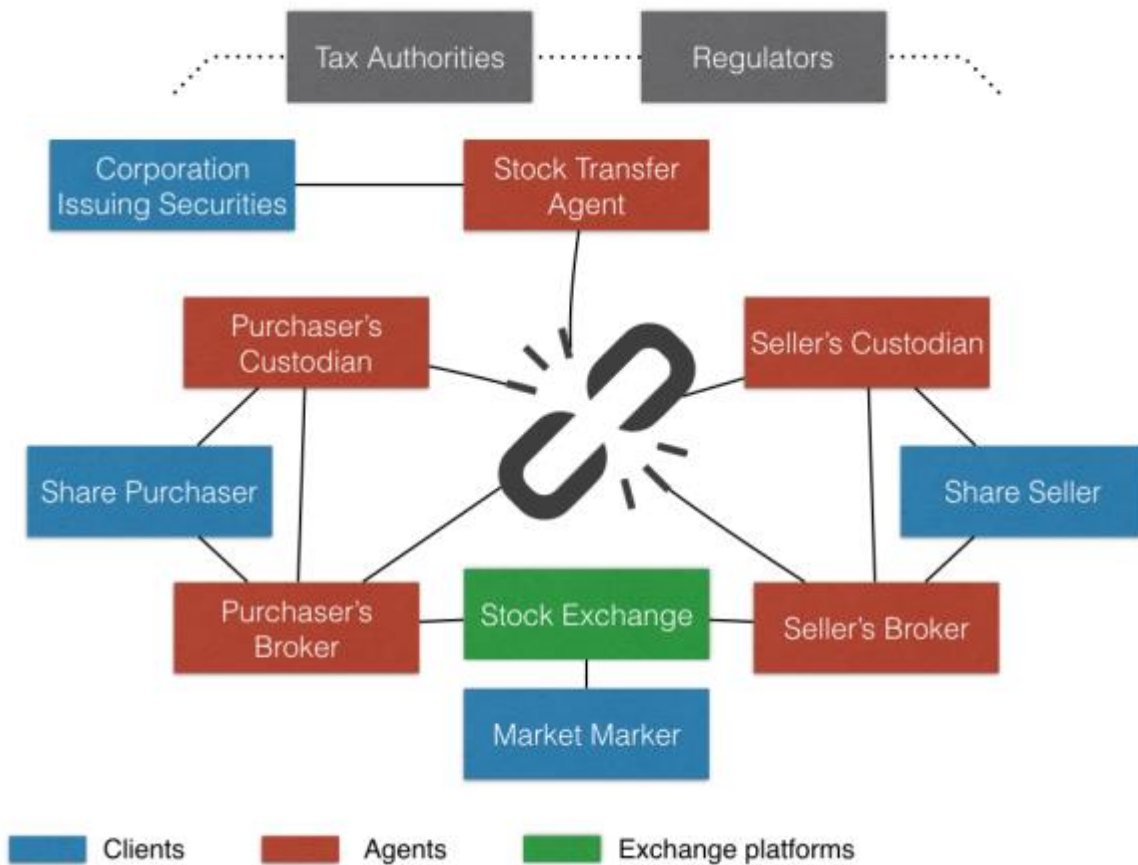 Tax Authorities
Regulators
Corporation
Issuing Securities
Stock Transfer
Agent
Purchaser's
Custodian
Seller's Custodian
Share Purchaser
Share Seller
Purchaser's
Broker
Stock Exchange
Seller's Broker
Market Marker
Clients
Agents
Exchange platforms